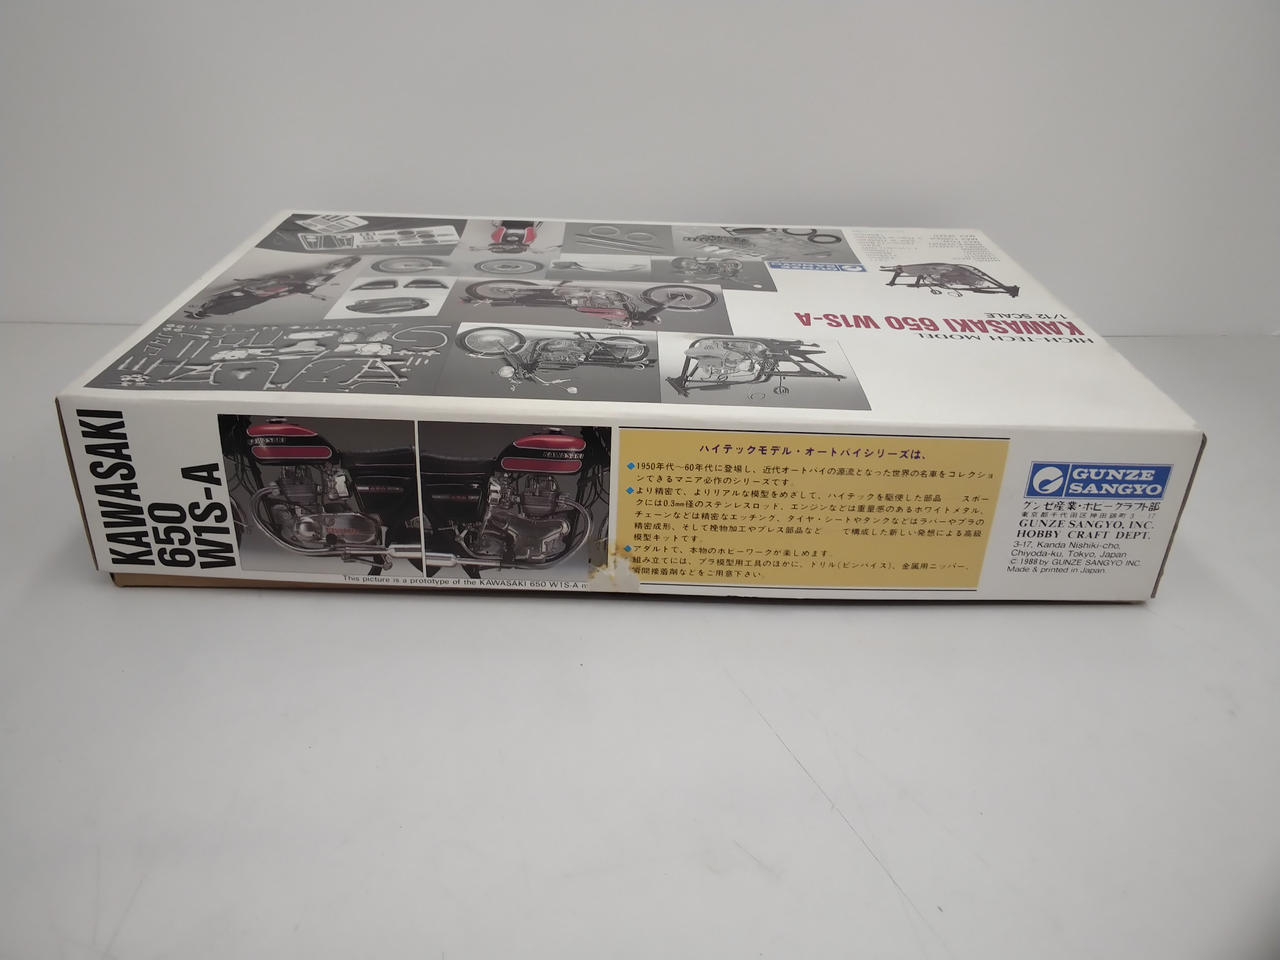 HIGH-TECH MODEL
KAWASAKI 650 W1S-A
1/12 SCALE
GUNZE
SANGYO
KAWASAKI
650
W1S-A
KAWASAKI
KAWASAKI
This picture is a prototype of the KAWASAKI 650 W1S-A
ハイテックモデル・オートバイシリーズは、
◆1950年代〜60年代に登場し、近代オートバイの源流となった世界の名車をコレクショ
ンできるマニア必作のシリーズです。
◆より精密で、よりリアルな模型をめざして、ハイテックを駆使した部品 スポー
クには0.3mm径のステンレスロッド、エンジンなどは重量感のあるホワイトメタル、
チェーンなどは精密なエッチング、タイヤ・シートやタンクなどはラバーやプラの
精密成形、そして挽物加工やプレス部品など で構成した新しい発想による高級
模型キットです。
◆アダルトで、本物のホビーワークが楽しめます。
組み立てには、プラ模型用工具のほかに、ドリル(ピンバイス)、金属用ニッパー、
瞬間接着剤などをご用意下さい。
GUNZE
SANGYO
グンゼ産業・ホビークラフト部
東京都千代田区神田錦町3 17
GUNZE SANGYO, INC.
HOBBY CRAFT DEPT.
3-17, Kanda Nishiki-cho,
Chiyoda-ku, Tokyo, Japan
© 1988 by GUNZE SANGYO INC.
Made & printed in Japan